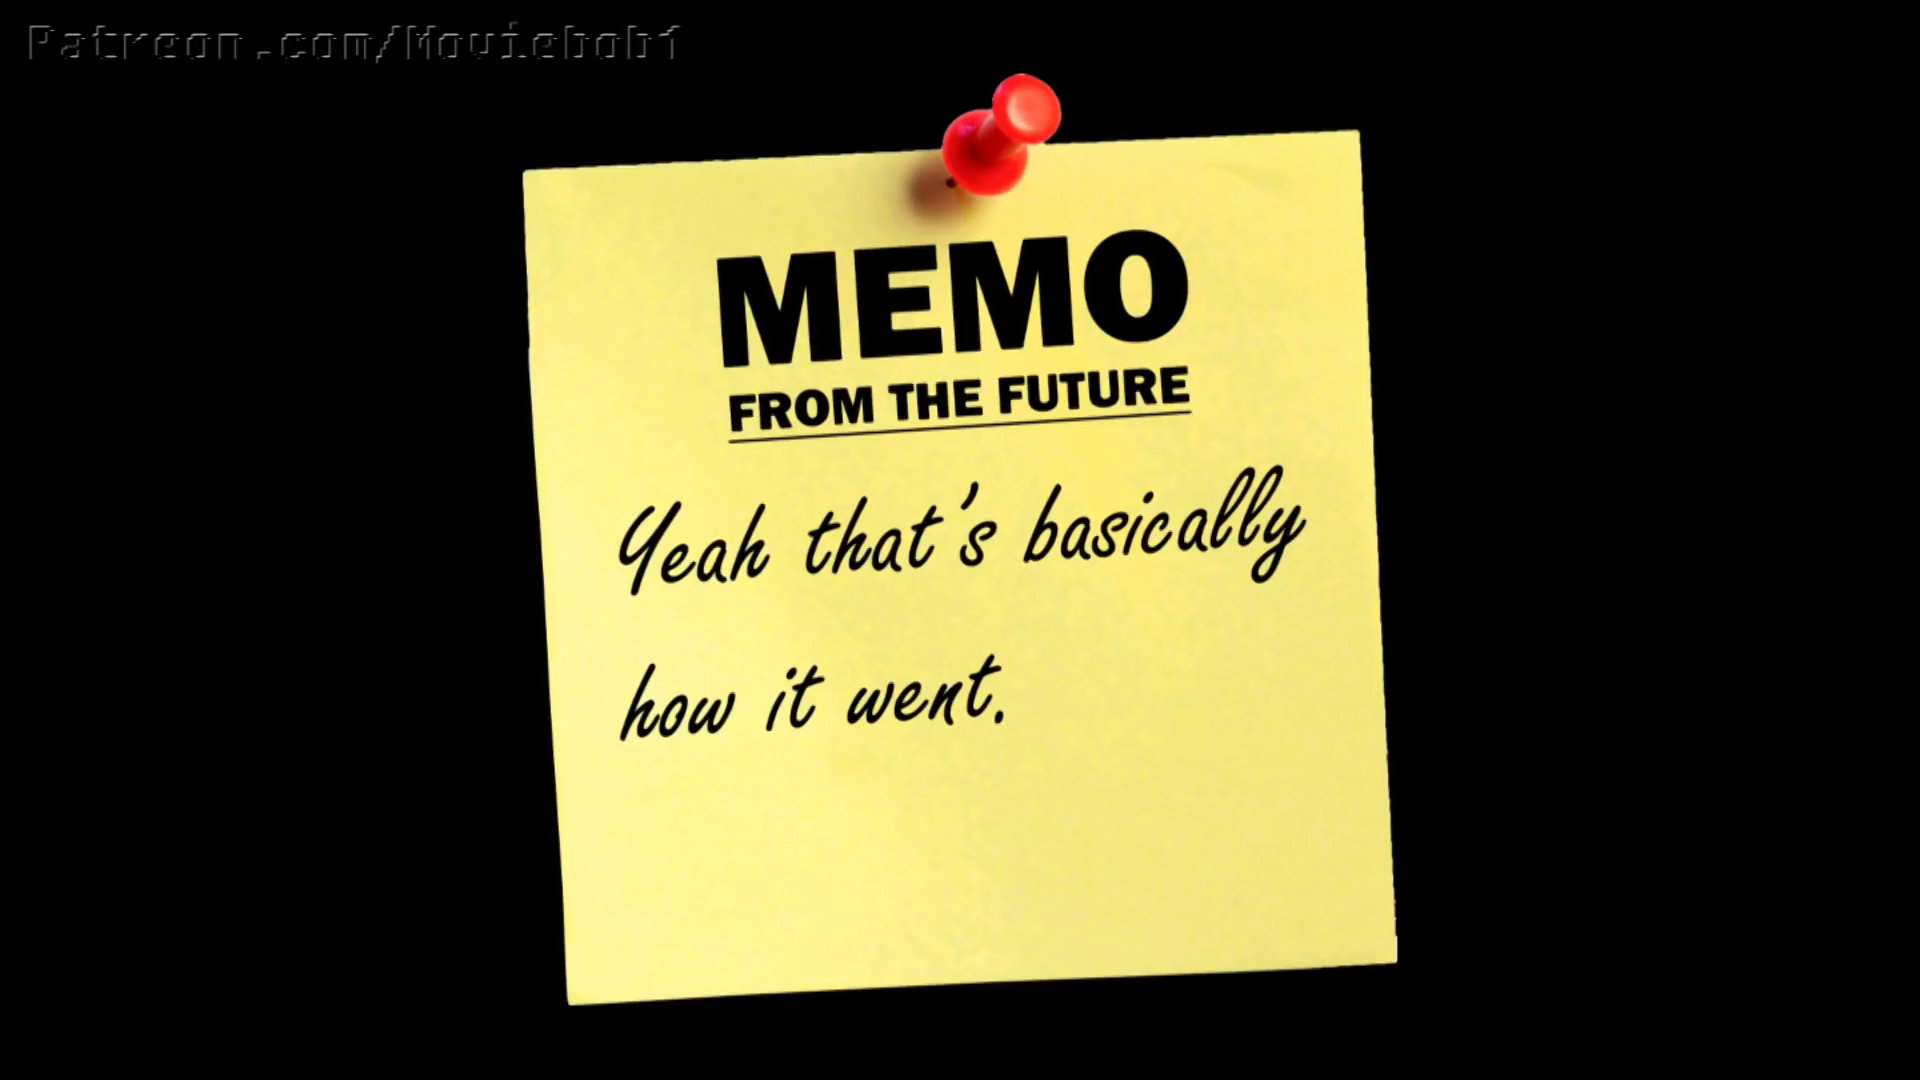 Patreon.com/Moviebob1
MEMO
FROM THE FUTURE
Yeah that's basically
how it went.